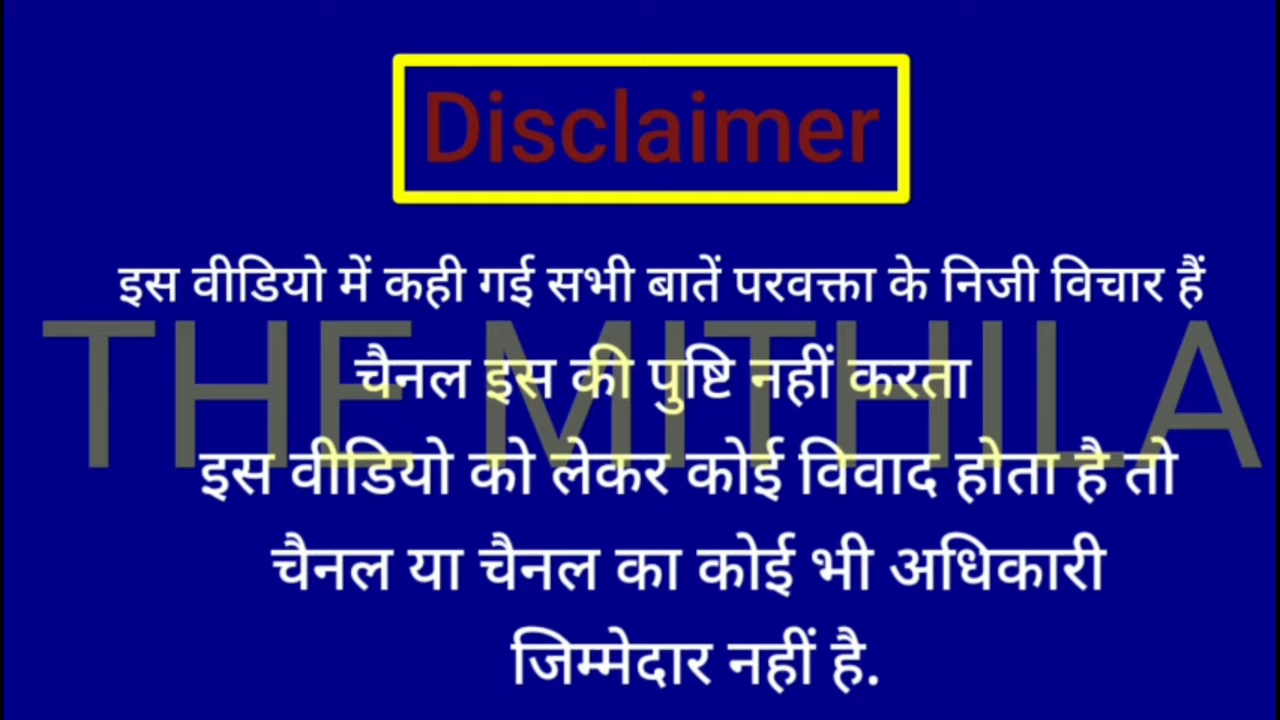 Disclaimer
इस वीडियो में कही गई सभी बातें परवक्ता के निजी विचार हैं
THE MITHILA
चैनल इस की पुष्टि नहीं करता
इस वीडियो को लेकर कोई विवाद होता है तो
चैनल या चैनल का कोई भी अधिकारी
जिम्मेदार नहीं है.